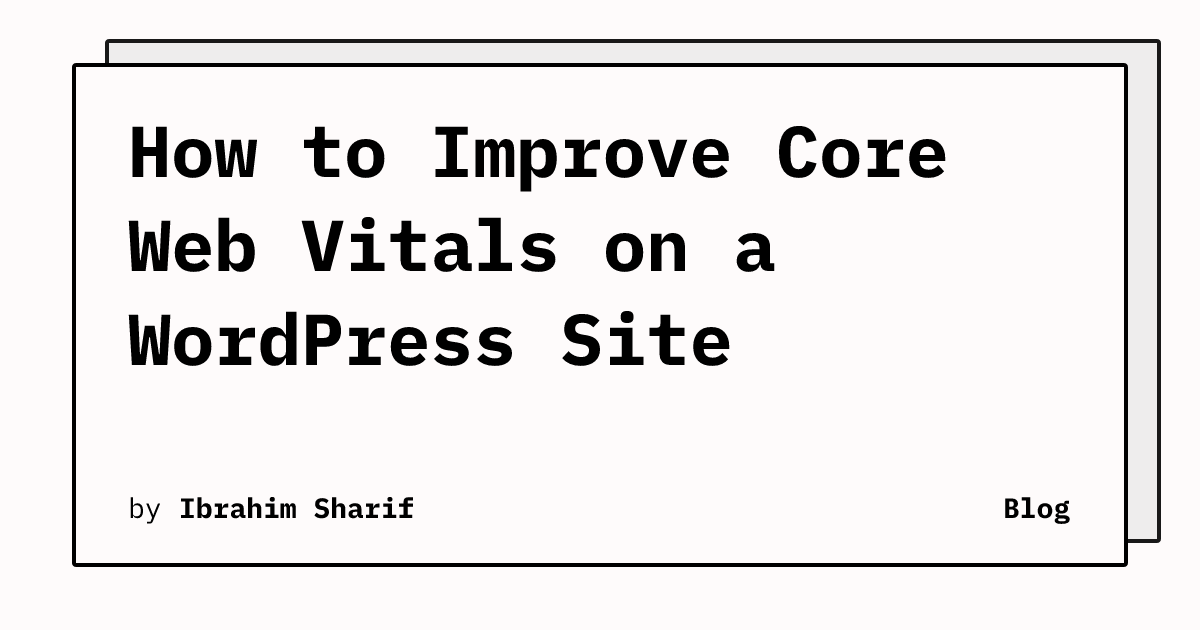 How to Improve Core
Web Vitals on a
WordPress Site
by Ibrahim Sharif
Blog